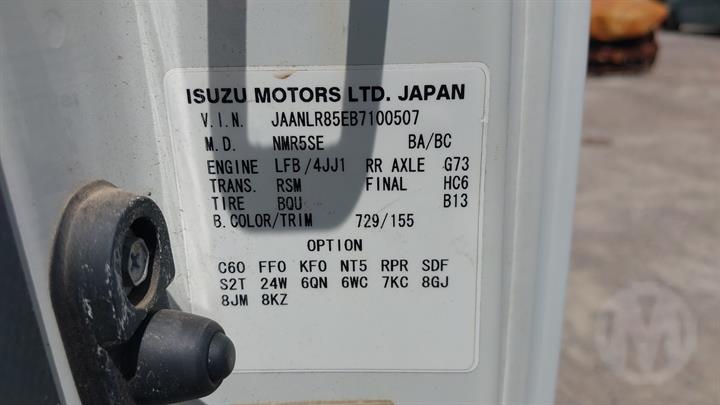 ISUZU MOTORS LTD. JAPAN
V.I.N. JAANLR85EB7100507
M.D. NMR5SE BA/BC
ENGINE LFB/4JJ1 RR AXLE G73
TRANS. RSM FINAL HC6
TIRE BQU B13
B.COLOR/TRIM 729/155
OPTION
C60 FF0 KF0 NT5 RPR SDF
S2T 24W 6QN 6WC 7KC 8GJ
8JM 8KZ
M